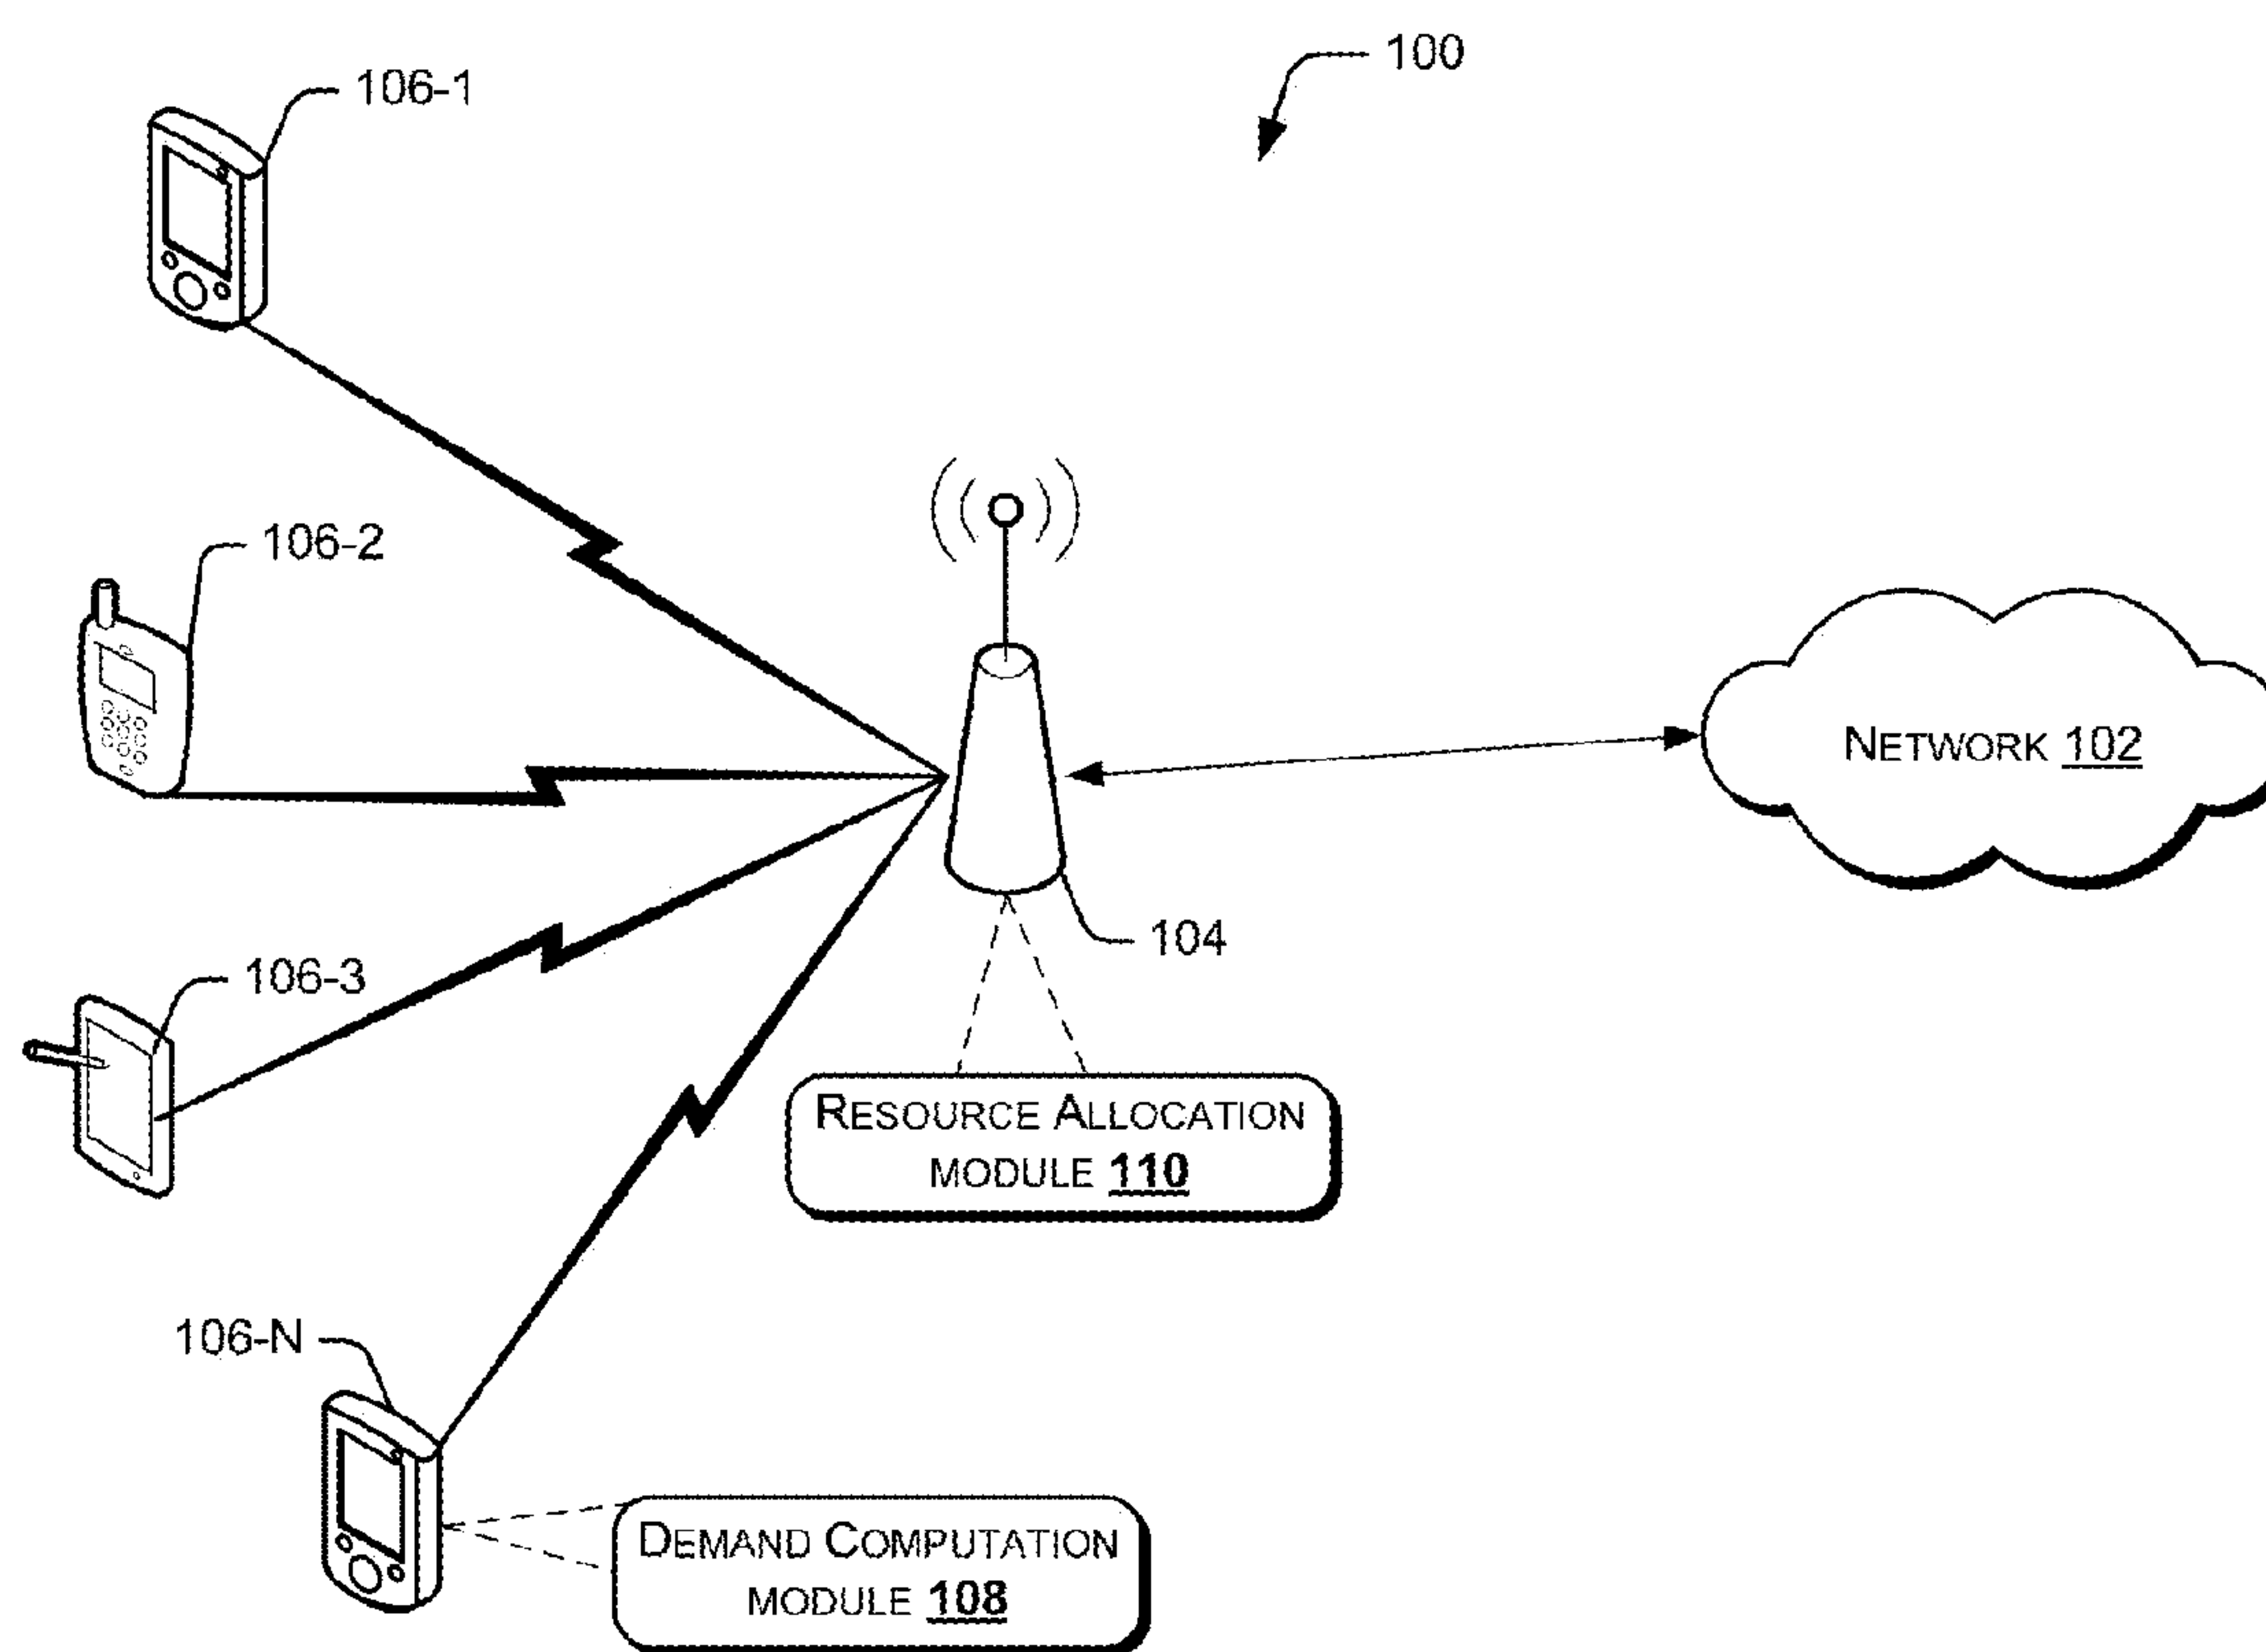 100
106-1
106-2
NETWORK 102
104
106-3
RESOURCE ALLOCATION
MODULE 110
106-N
DEMAND COMPUTATION
MODULE 108